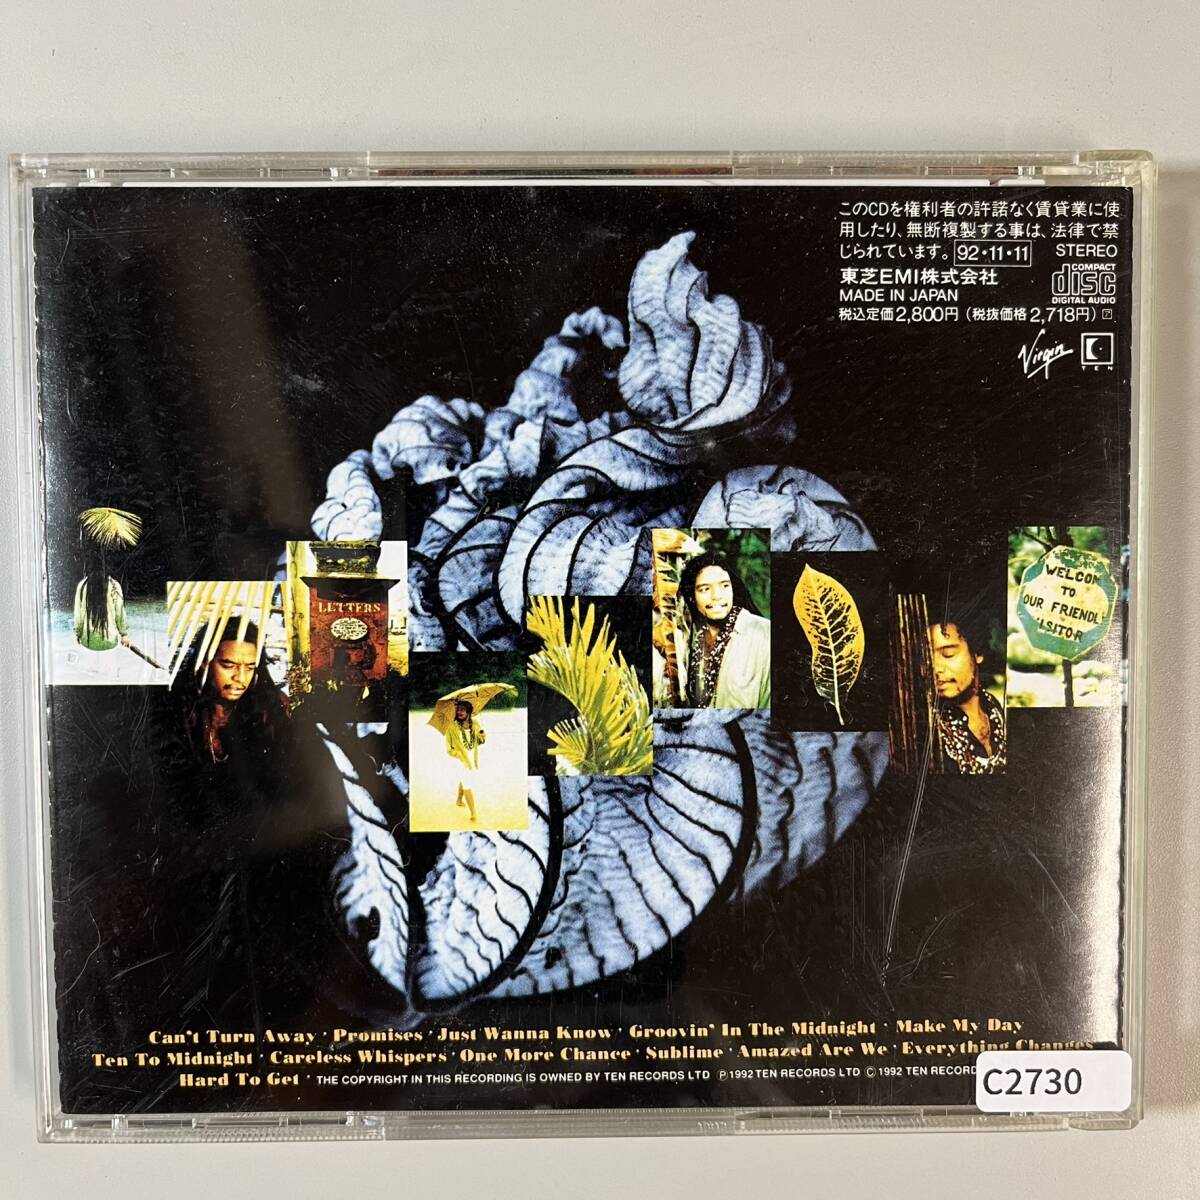 このCDを権利者の許諾なく賃貸業に使
用したり、無断複製する事は、法律で禁
じられています。 92・11・11 STEREO
東芝EMI株式会社
MADE IN JAPAN
税込定価2,800円 (税抜価格2,718円)
COMPACT
disc
DIGITAL AUDIO
Virgin
TEN
LETTERS
WELCOM
TO
OUR FRIENDL
ISITOR
Can't Turn Away · Promises · Just Wanna Know · Groovin' In The Midnight · Make My Day
Ten To Midnight · Careless Whispers · One More Chance · Sublime · Amazed Are We · Everything Changes
Hard To Get · THE COPYRIGHT IN THIS RECORDING IS OWNED BY TEN RECORDS LTD ℗ 1992 TEN RECORDS LTD © 1992 TEN RECORD
C2730